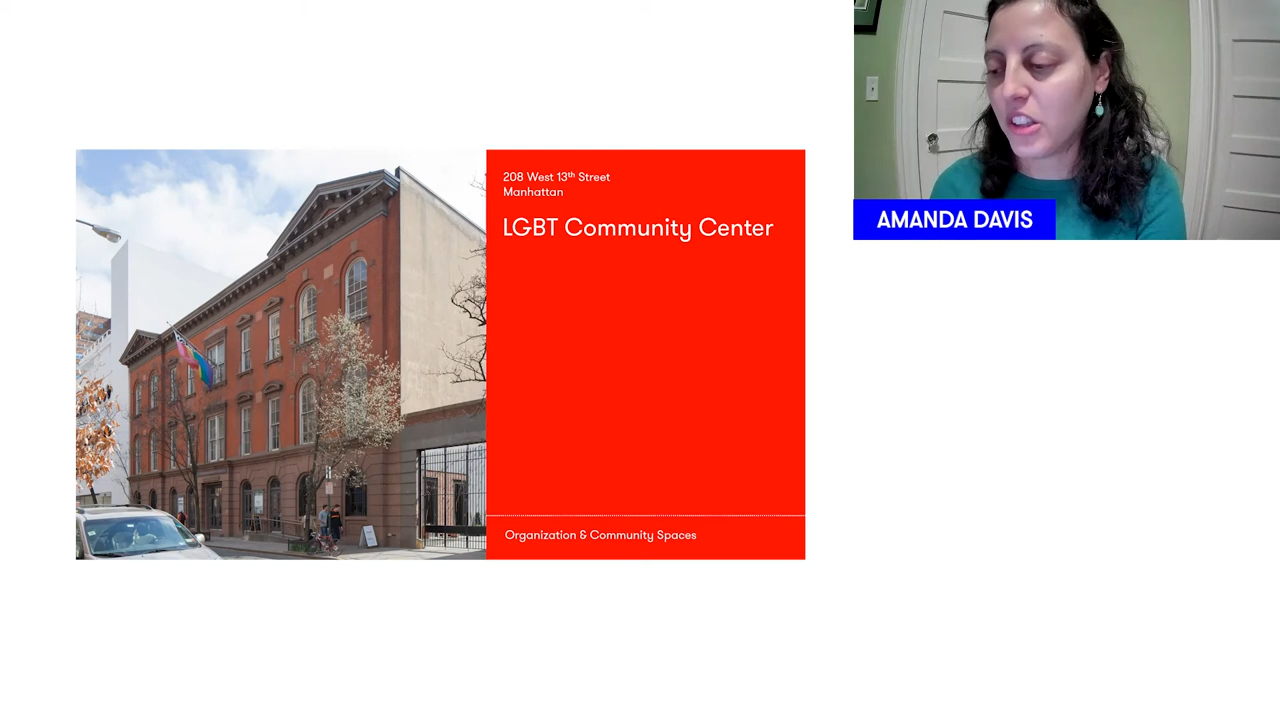 208 West 13th Street
Manhattan
LGBT Community Center
Organization & Community Spaces
AMANDA DAVIS